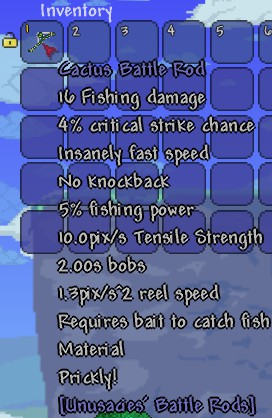 Inventory
1 2 3 4 5 6
Cactus Battle Rod
16 Fishing damage
4% critical strike chance
Insanely fast speed
No knockback
5% fishing power
10.0pix/s Tensile Strength
2.00s bobs
1.3pix/s^2 reel speed
Requires bait to catch fish
Material
Prickly!
[Unusacies' Battle Rods]